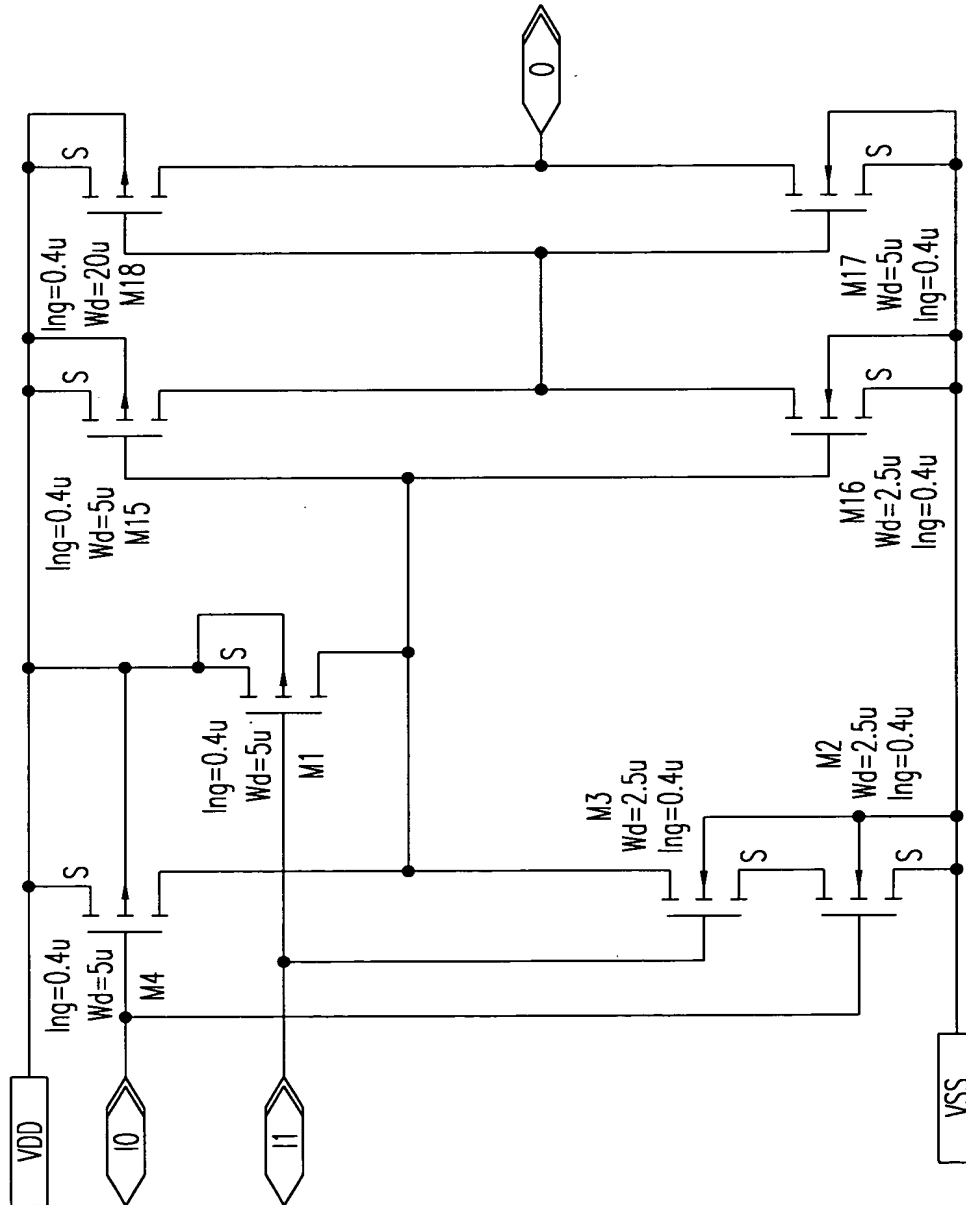 VDD
I0
I1
VSS
lng=0.4u
Wd=5u
M4
S
lng=0.4u
Wd=5u
M1
S
M3
Wd=2.5u
lng=0.4u
S
M2
Wd=2.5u
lng=0.4u
S
lng=0.4u
Wd=5u
M15
S
M16
Wd=2.5u
lng=0.4u
S
lng=0.4u
Wd=20u
M18
S
M17
Wd=5u
lng=0.4u
S
O